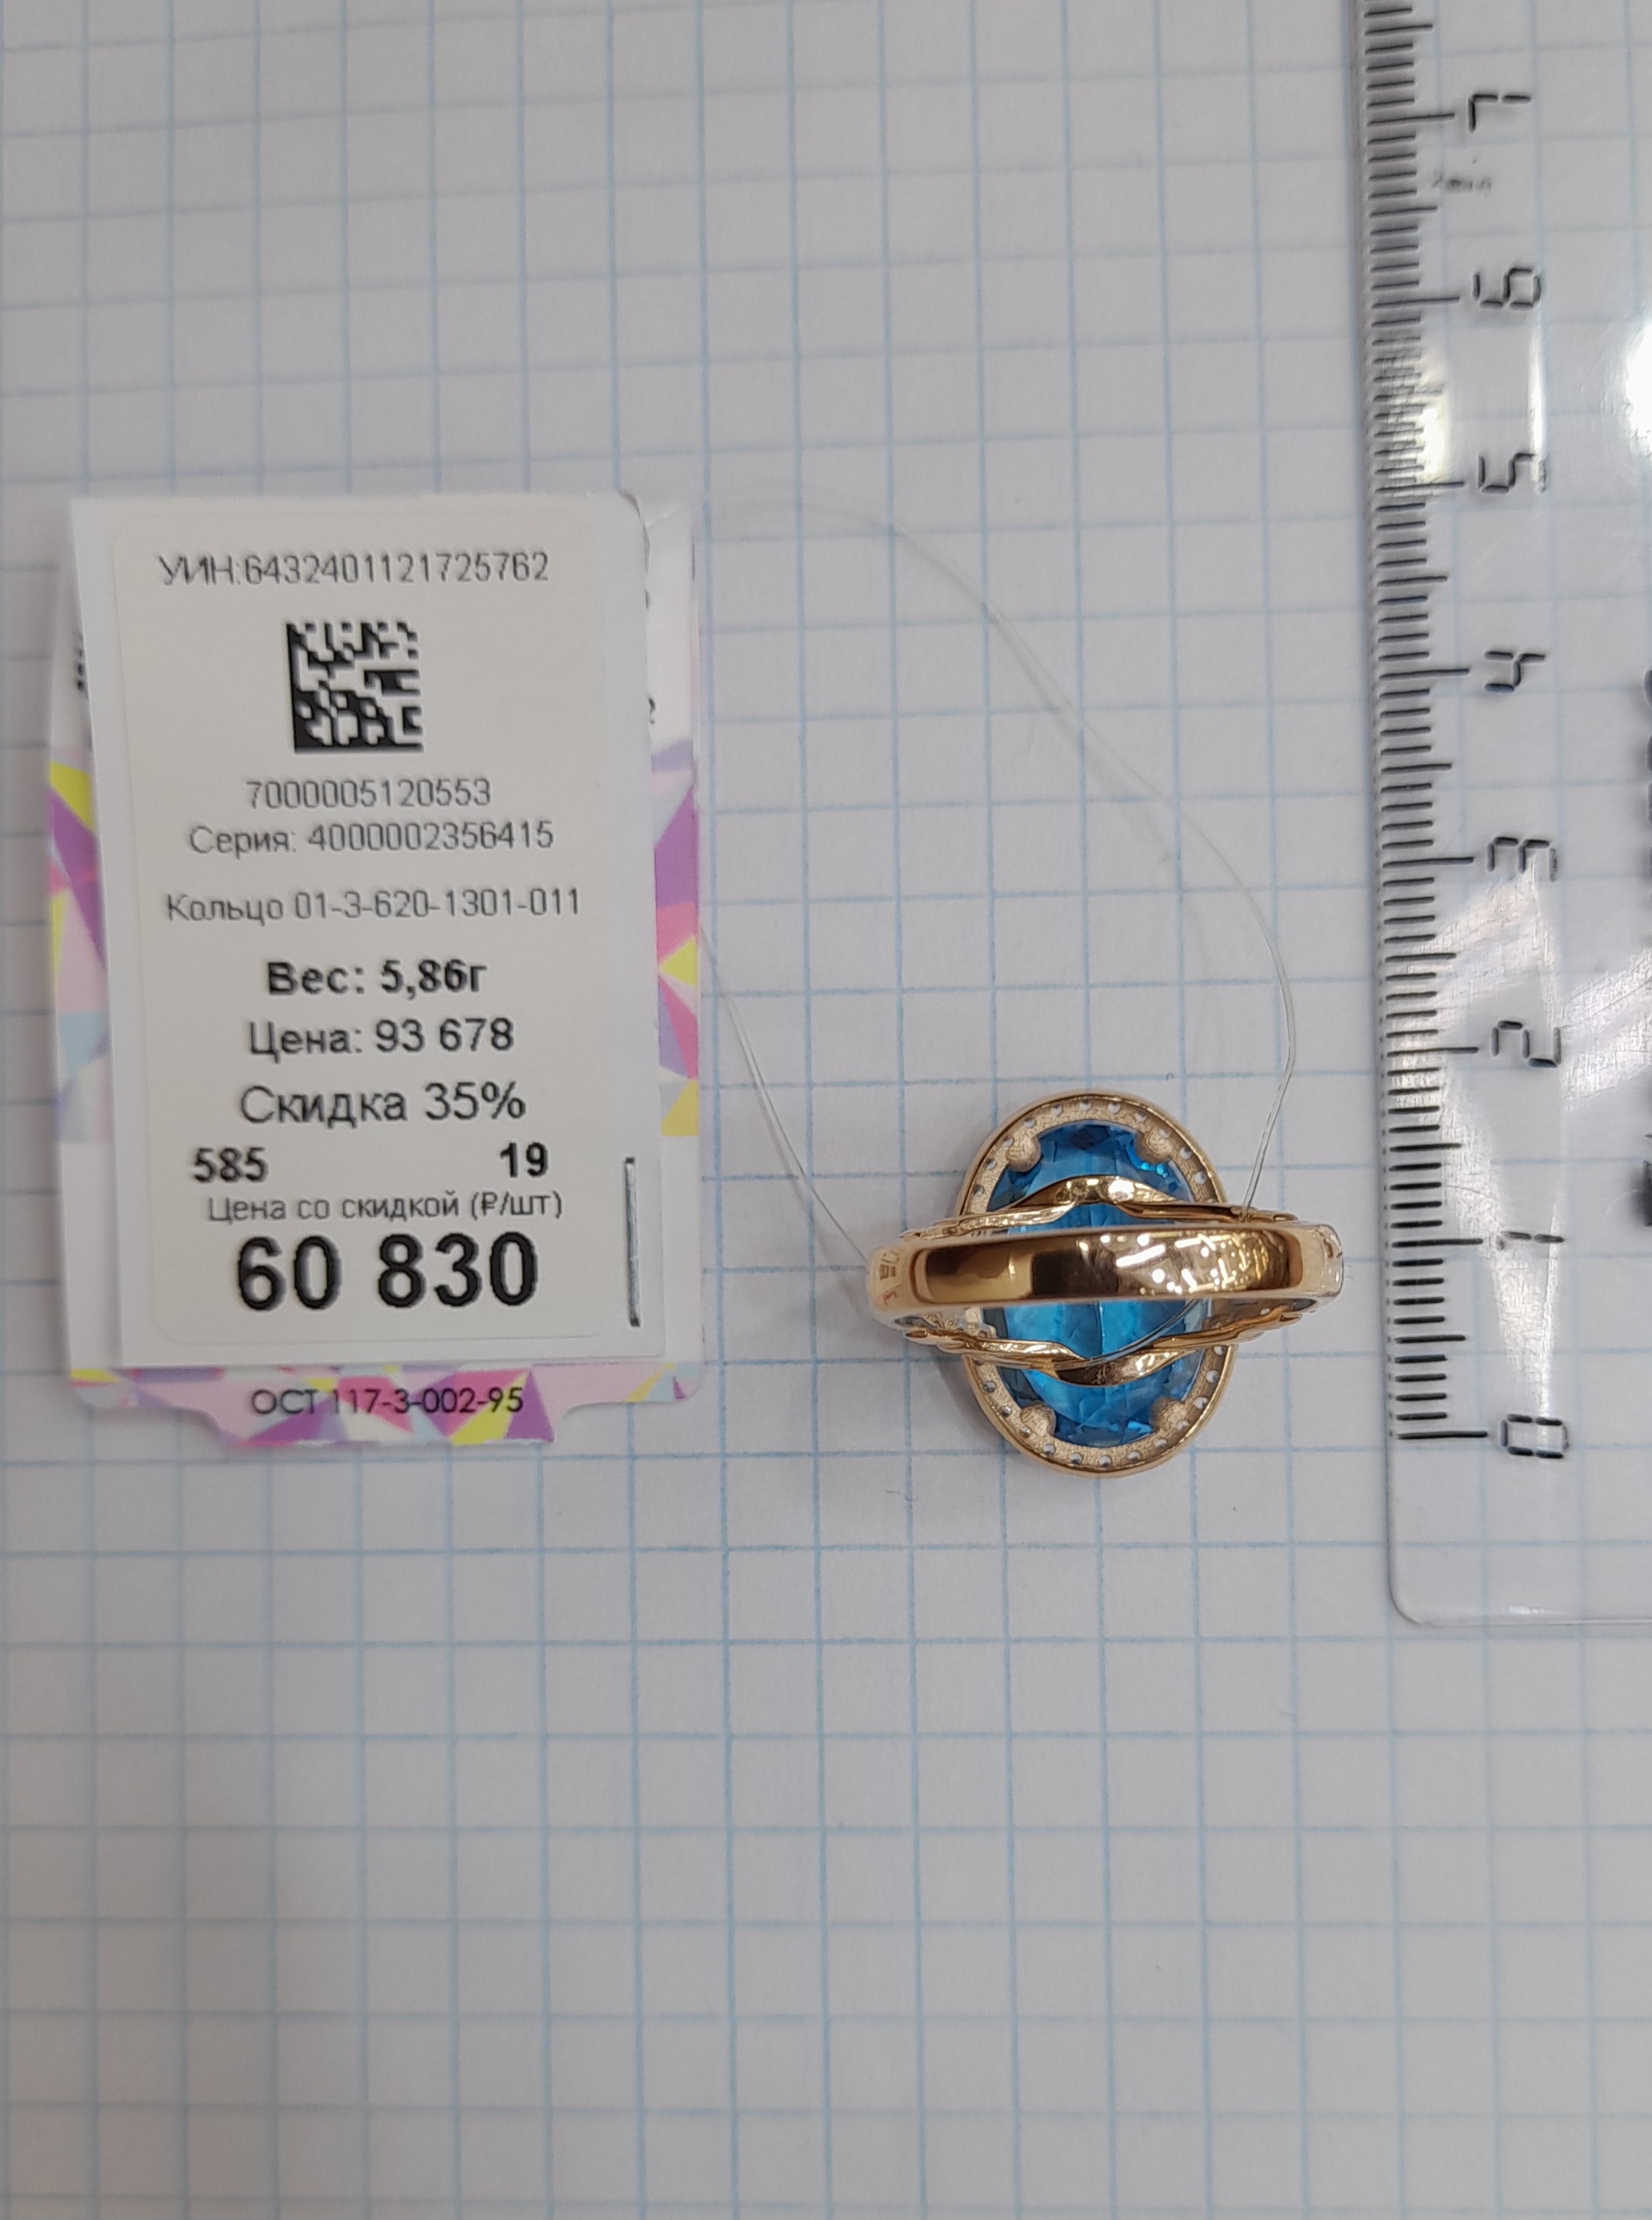 УИН:6432401121725762
7000005120553
Серия: 4000002356415
Кольцо 01-3-620-1301-011
Вес: 5,86г
Цена: 93 678
Скидка 35%
585 19
Цена со скидкой (₽/шт)
60 830
ОСТ 117-3-002-95
7
6
5
4
3
2
1
0